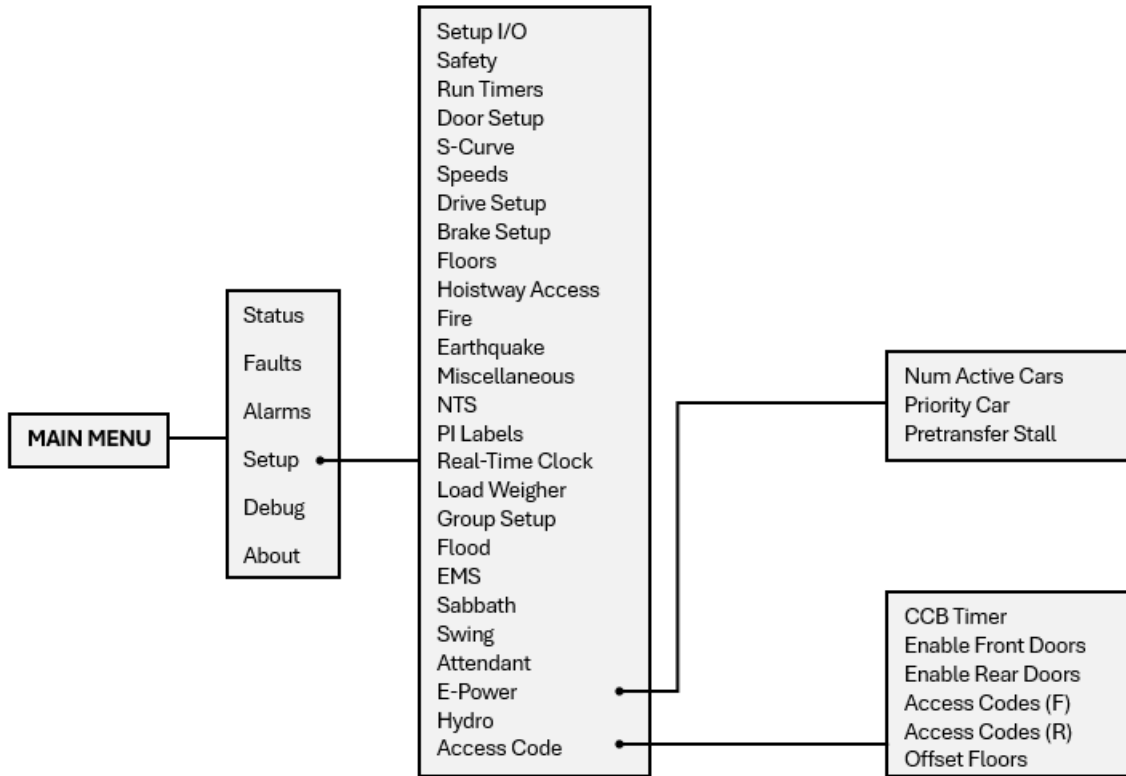 MAIN MENU
Status
Faults
Alarms
Setup
Debug
About
Setup I/O
Safety
Run Timers
Door Setup
S-Curve
Speeds
Drive Setup
Brake Setup
Floors
Hoistway Access
Fire
Earthquake
Miscellaneous
NTS
PI Labels
Real-Time Clock
Load Weigher
Group Setup
Flood
EMS
Sabbath
Swing
Attendant
E-Power
Hydro
Access Code
Num Active Cars
Priority Car
Pretransfer Stall
CCB Timer
Enable Front Doors
Enable Rear Doors
Access Codes (F)
Access Codes (R)
Offset Floors